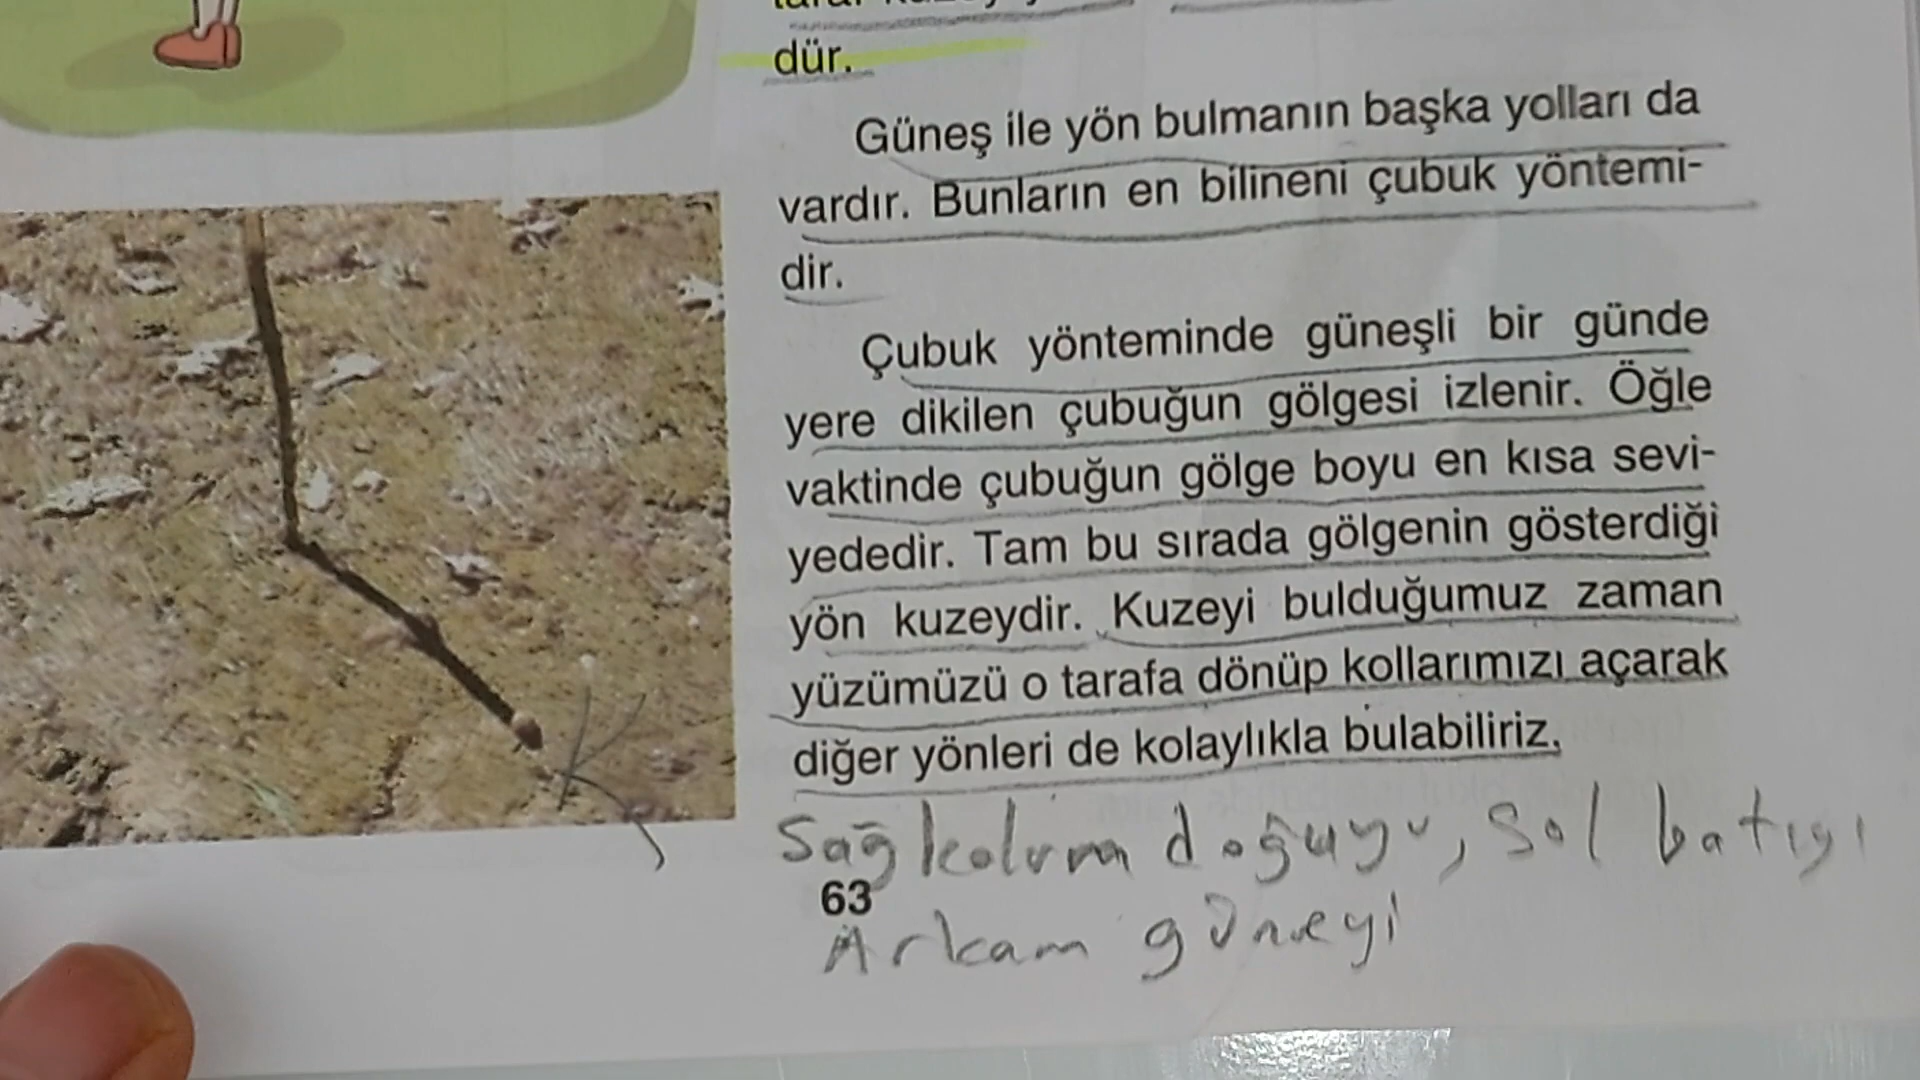 dür.
Güneş ile yön bulmanın başka yolları da
vardır. Bunların en bilineni çubuk yöntemi-
dir.
Çubuk yönteminde güneşli bir günde
yere dikilen çubuğun gölgesi izlenir. Öğle
vaktinde çubuğun gölge boyu en kısa sevi-
yededir. Tam bu sırada gölgenin gösterdiği
yön kuzeydir. Kuzeyi bulduğumuz zaman
yüzümüzü o tarafa dönüp kollarımızı açarak
diğer yönleri de kolaylıkla bulabiliriz.
Sağ kolum doğuyu, Sol batıyı
63
Arkam güneyi
K